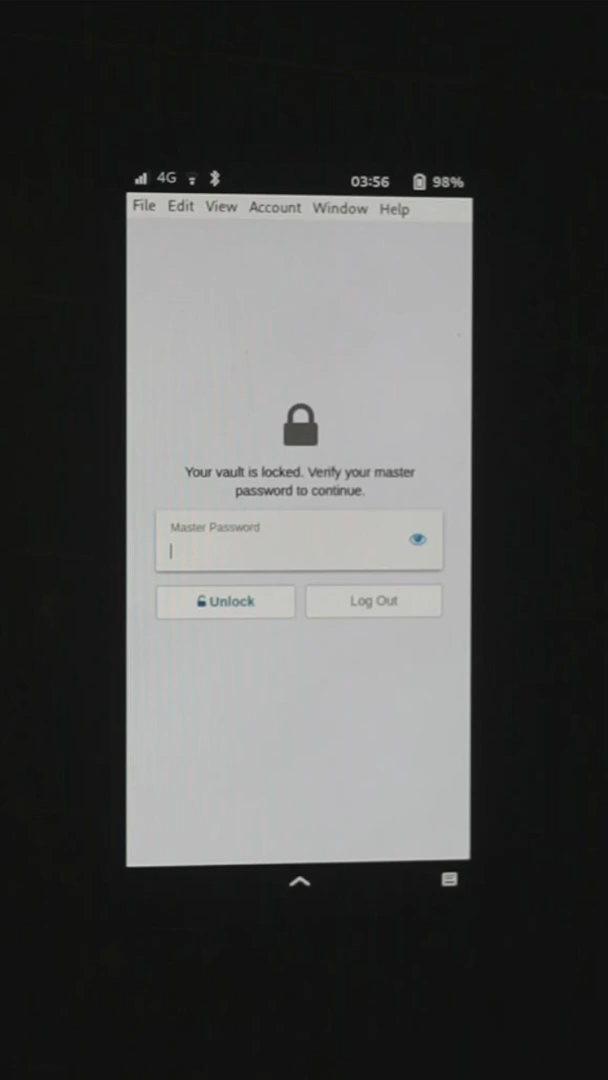 4G 03:56 98%
File Edit View Account Window Help
Your vault is locked. Verify your master
password to continue.
Master Password
Unlock Log Out